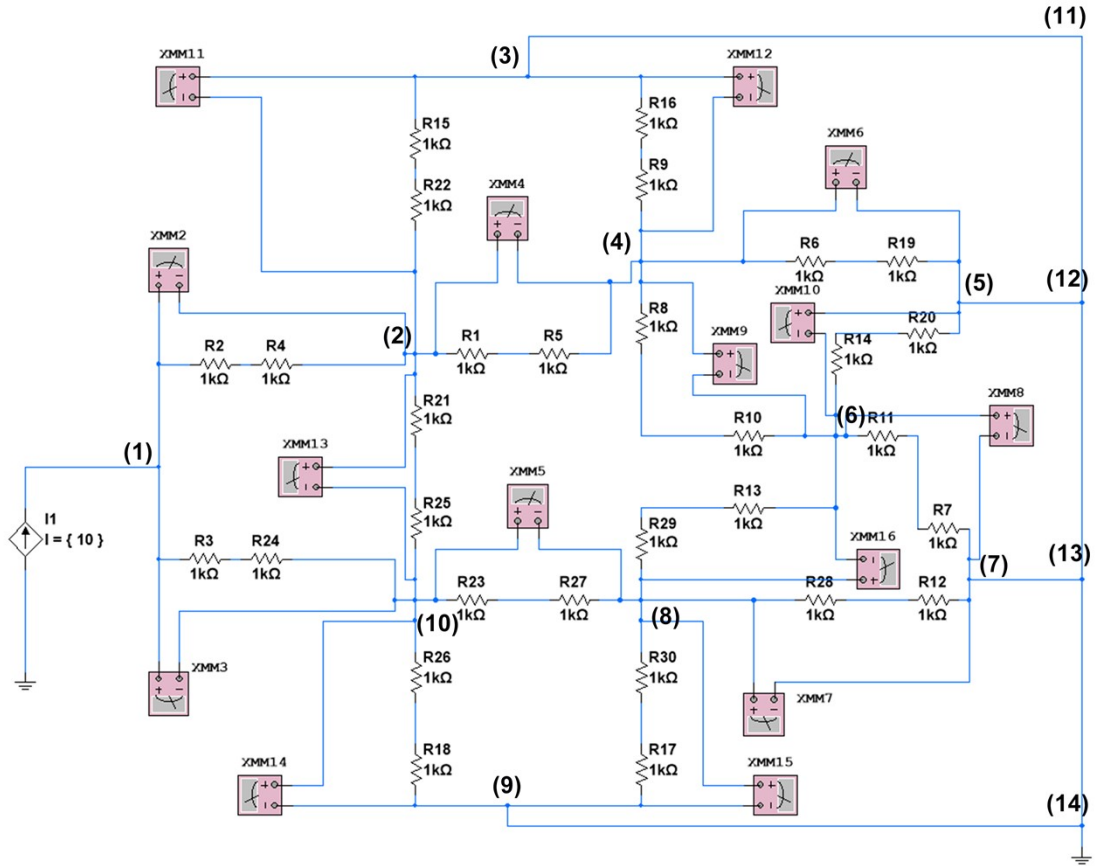 (11)
XMM11
(3)
XMM12
R15
1kΩ
R16
1kΩ
XMM6
R22
1kΩ
XMM4
R9
1kΩ
XMM2
(4)
R6
1kΩ
R19
1kΩ
(5)
(12)
XMM10
R8
1kΩ
R20
1kΩ
(2)
R2
1kΩ
R4
1kΩ
R1
1kΩ
R5
1kΩ
XMM9
R14
1kΩ
R21
1kΩ
XMM8
R10
1kΩ
(6)
R11
1kΩ
(1)
XMM13
XMM5
R13
1kΩ
R25
1kΩ
R7
1kΩ
I1
I = { 10 }
R29
1kΩ
XMM16
R3
1kΩ
R24
1kΩ
(7)
(13)
R23
1kΩ
R27
1kΩ
R28
1kΩ
R12
1kΩ
(10)
(8)
XMM3
R26
1kΩ
R30
1kΩ
XMM7
R18
1kΩ
R17
1kΩ
XMM14
XMM15
(9)
(14)